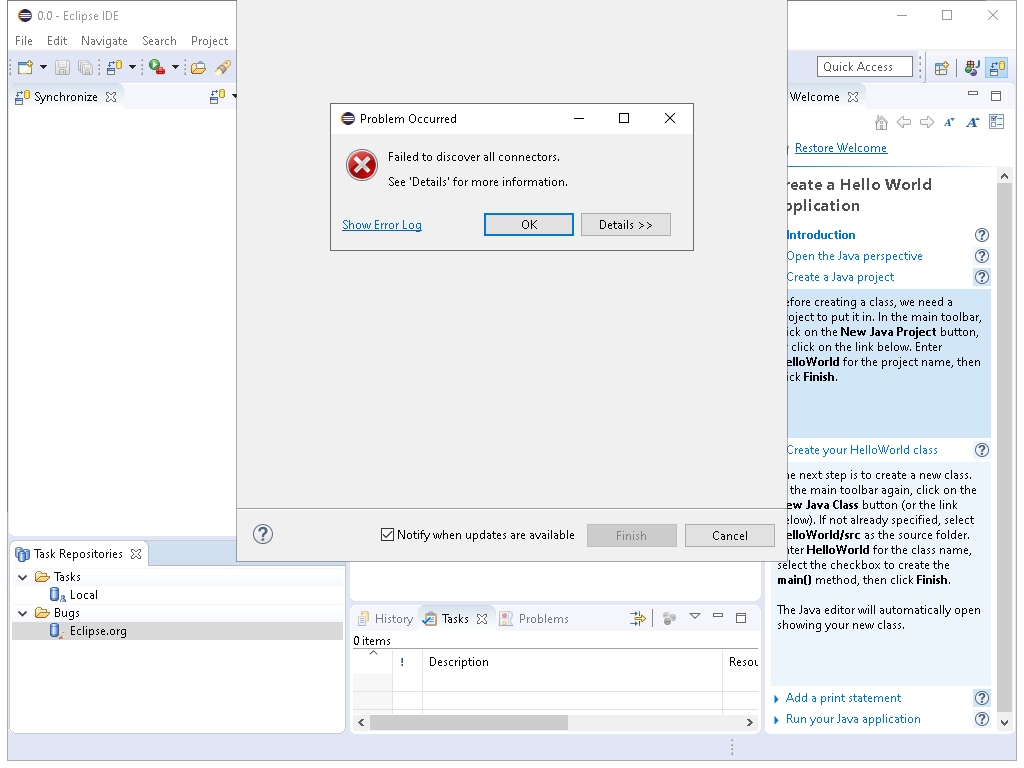 0.0 - Eclipse IDE
File Edit Navigate Search Project
Quick Access
Synchronize
Welcome
Restore Welcome
Problem Occurred
Failed to discover all connectors.
See 'Details' for more information.
Show Error Log
OK
Details >>
Notify when updates are available
Finish
Cancel
reate a Hello World
pplication
Introduction
Open the Java perspective
Create a Java project
efore creating a class, we need a
roject to put it in. In the main toolbar,
ick on the New Java Project button,
click on the link below. Enter
elloWorld for the project name, then
ick Finish.
Create your HelloWorld class
he next step is to create a new class.
the main toolbar again, click on the
ew Java Class button (or the link
elow). If not already specified, select
elloWorld/src as the source folder.
nter HelloWorld for the class name,
select the checkbox to create the
main() method, then click Finish.
The Java editor will automatically open
showing your new class.
Add a print statement
Run your Java application
Task Repositories
Tasks
Local
Bugs
Eclipse.org
History
Tasks
Problems
0 items
! Description Resou